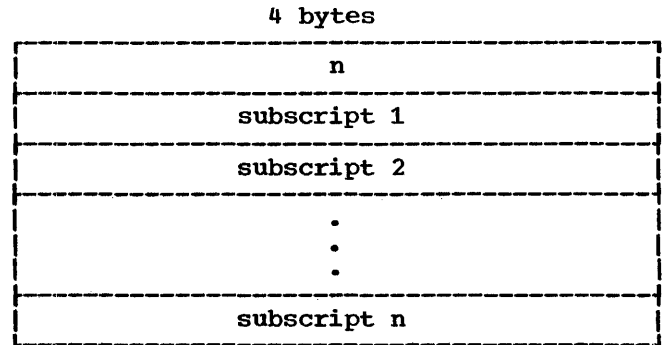 4 bytes
n
subscript 1
subscript 2
.
.
.
subscript n